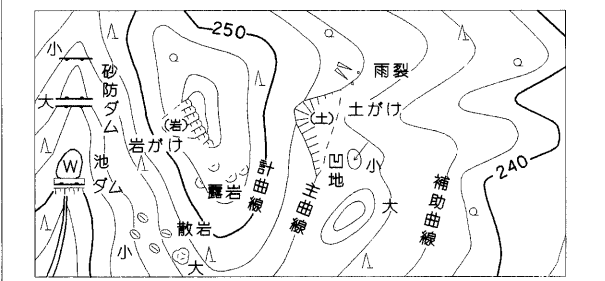 250
小
砂防ダム
大
W
池
ダム
(岩)
岩がけ
露岩
計曲線
散岩
小
大
雨裂
(土)
土がけ
凹地
小
大
主曲線
補助曲線
240